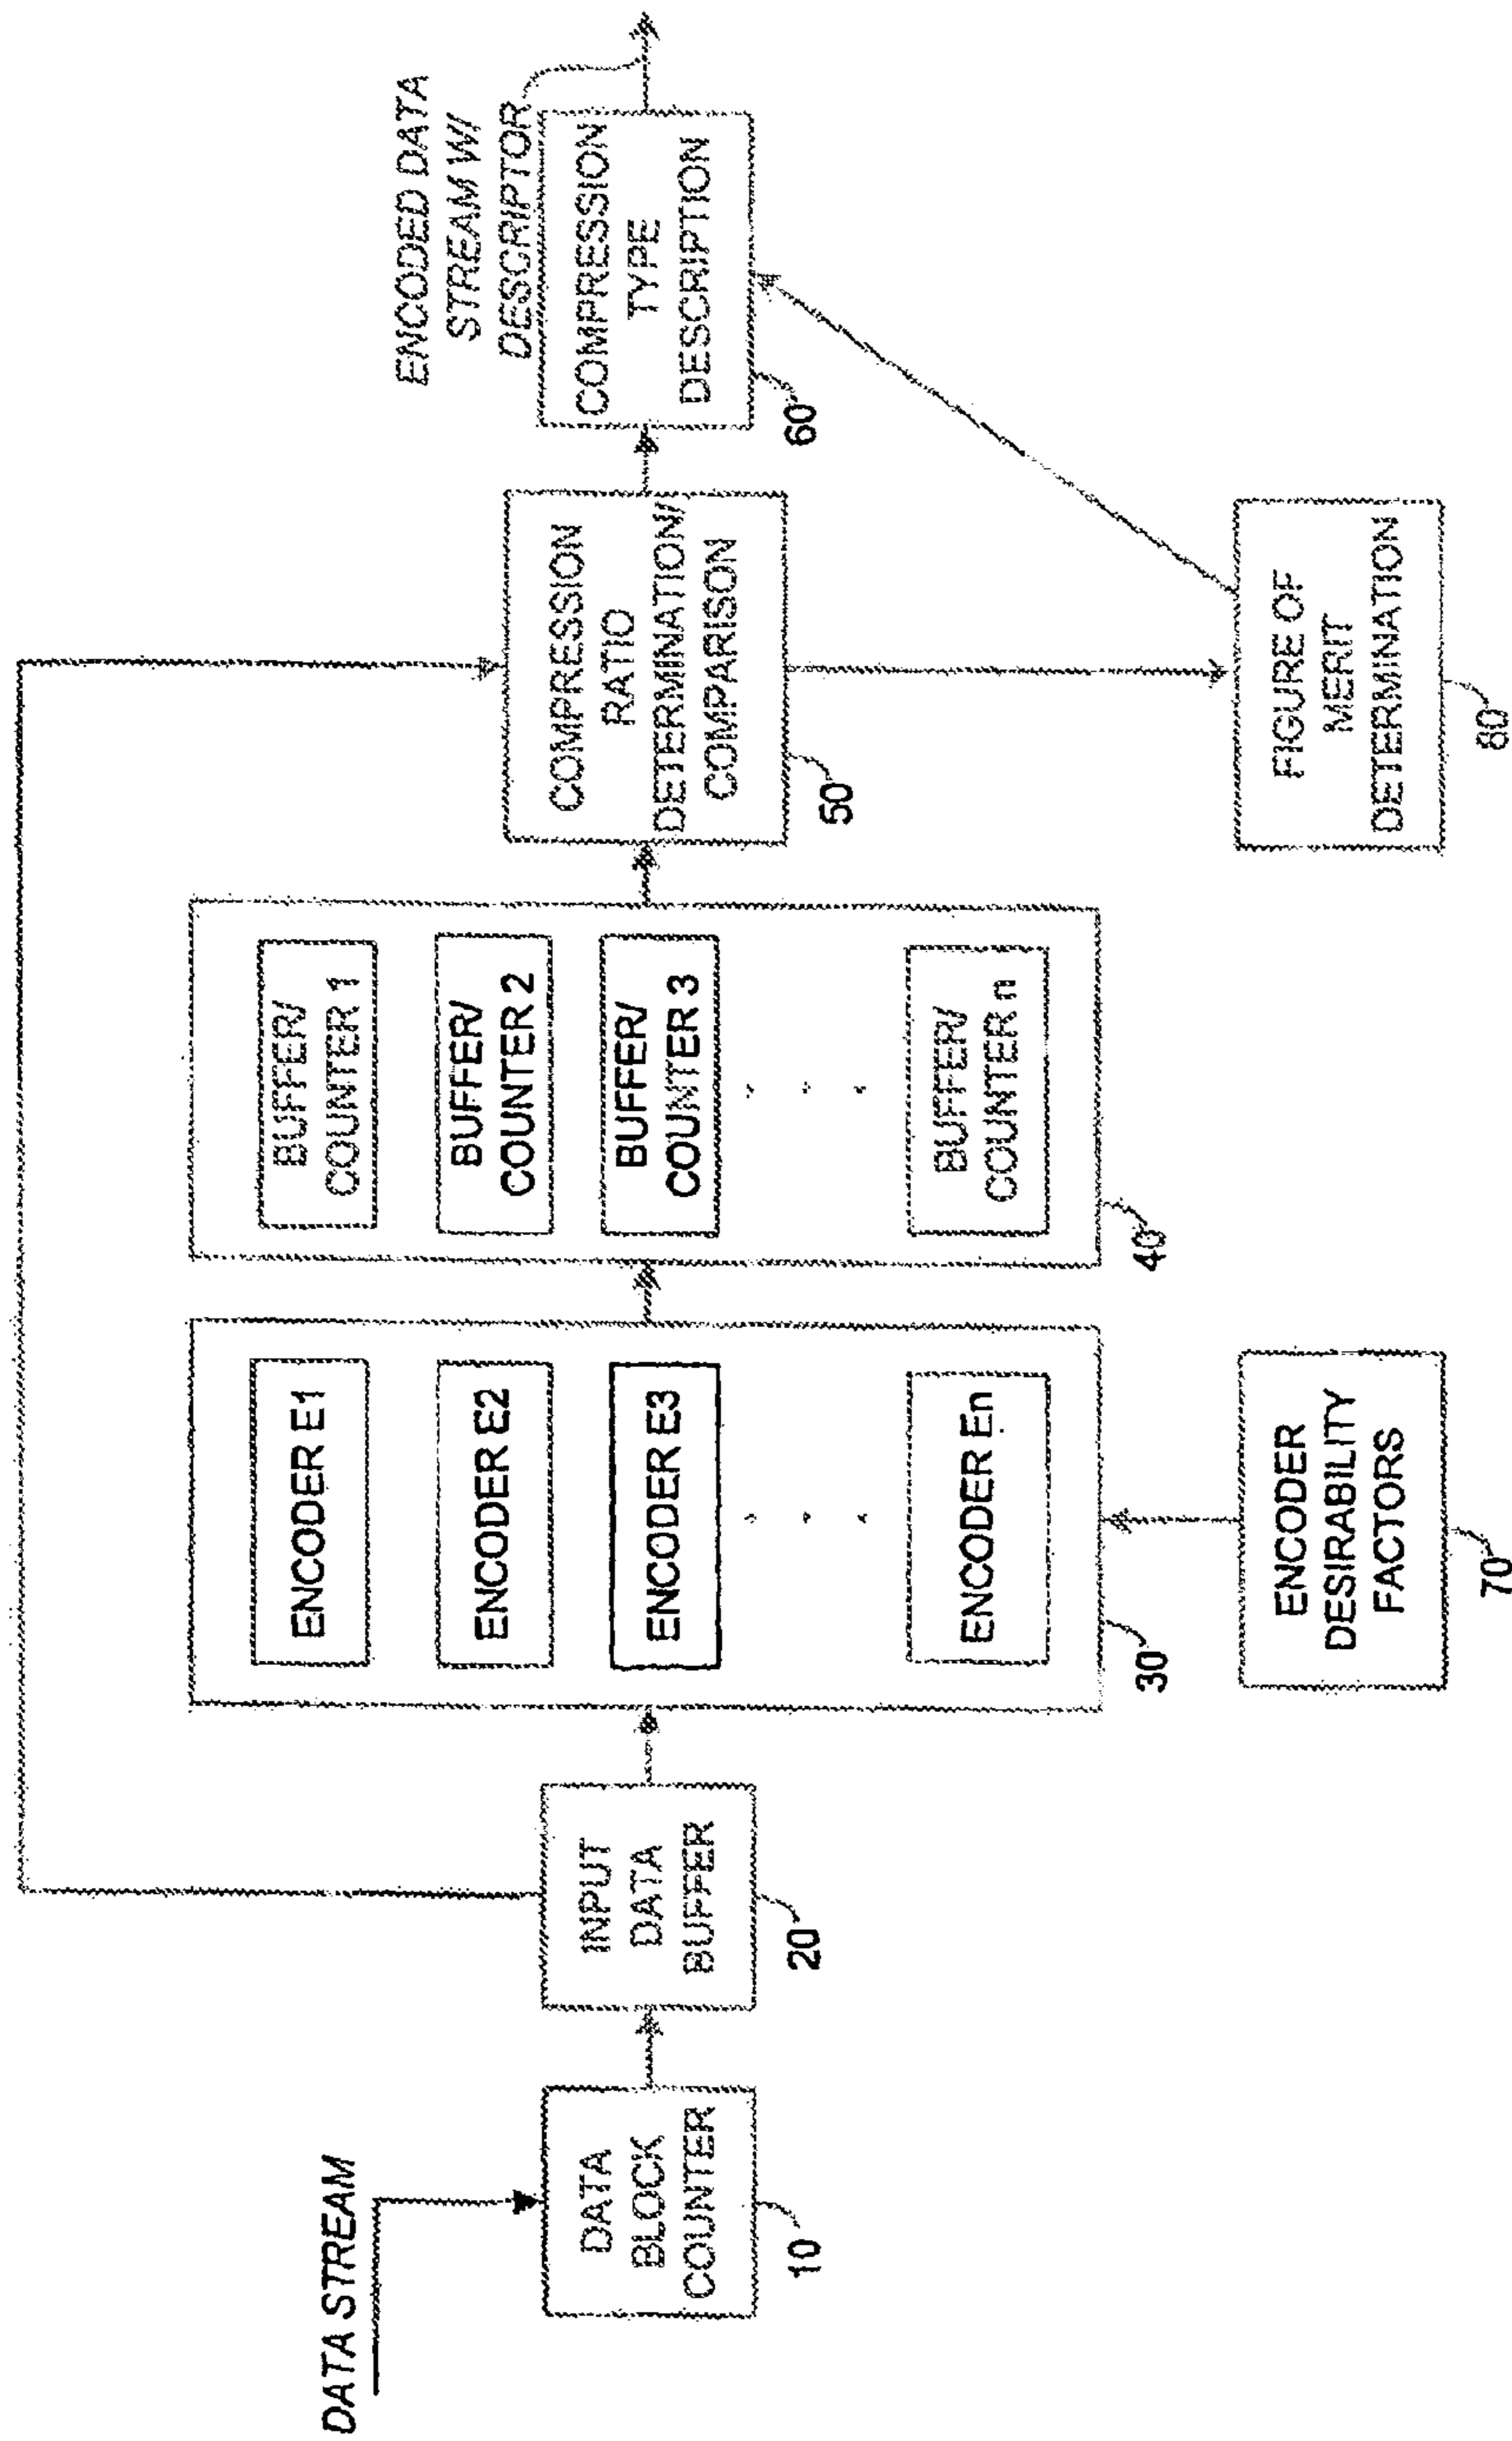 DATA STREAM
DATA
BLOCK
COUNTER
10
INPUT
DATA
BUFFER
20
ENCODER E1
ENCODER E2
ENCODER E3
. . .
ENCODER En
30
ENCODER
DESIRABILITY
FACTORS
70
BUFFER/
COUNTER 1
BUFFER/
COUNTER 2
BUFFER/
COUNTER 3
. . .
BUFFER/
COUNTER n
40
COMPRESSION
RATIO
DETERMINATION/
COMPARISON
50
FIGURE OF
MERIT
DETERMINATION
80
ENCODED DATA
STREAM W/
DESCRIPTOR
COMPRESSION
TYPE
DESCRIPTION
60